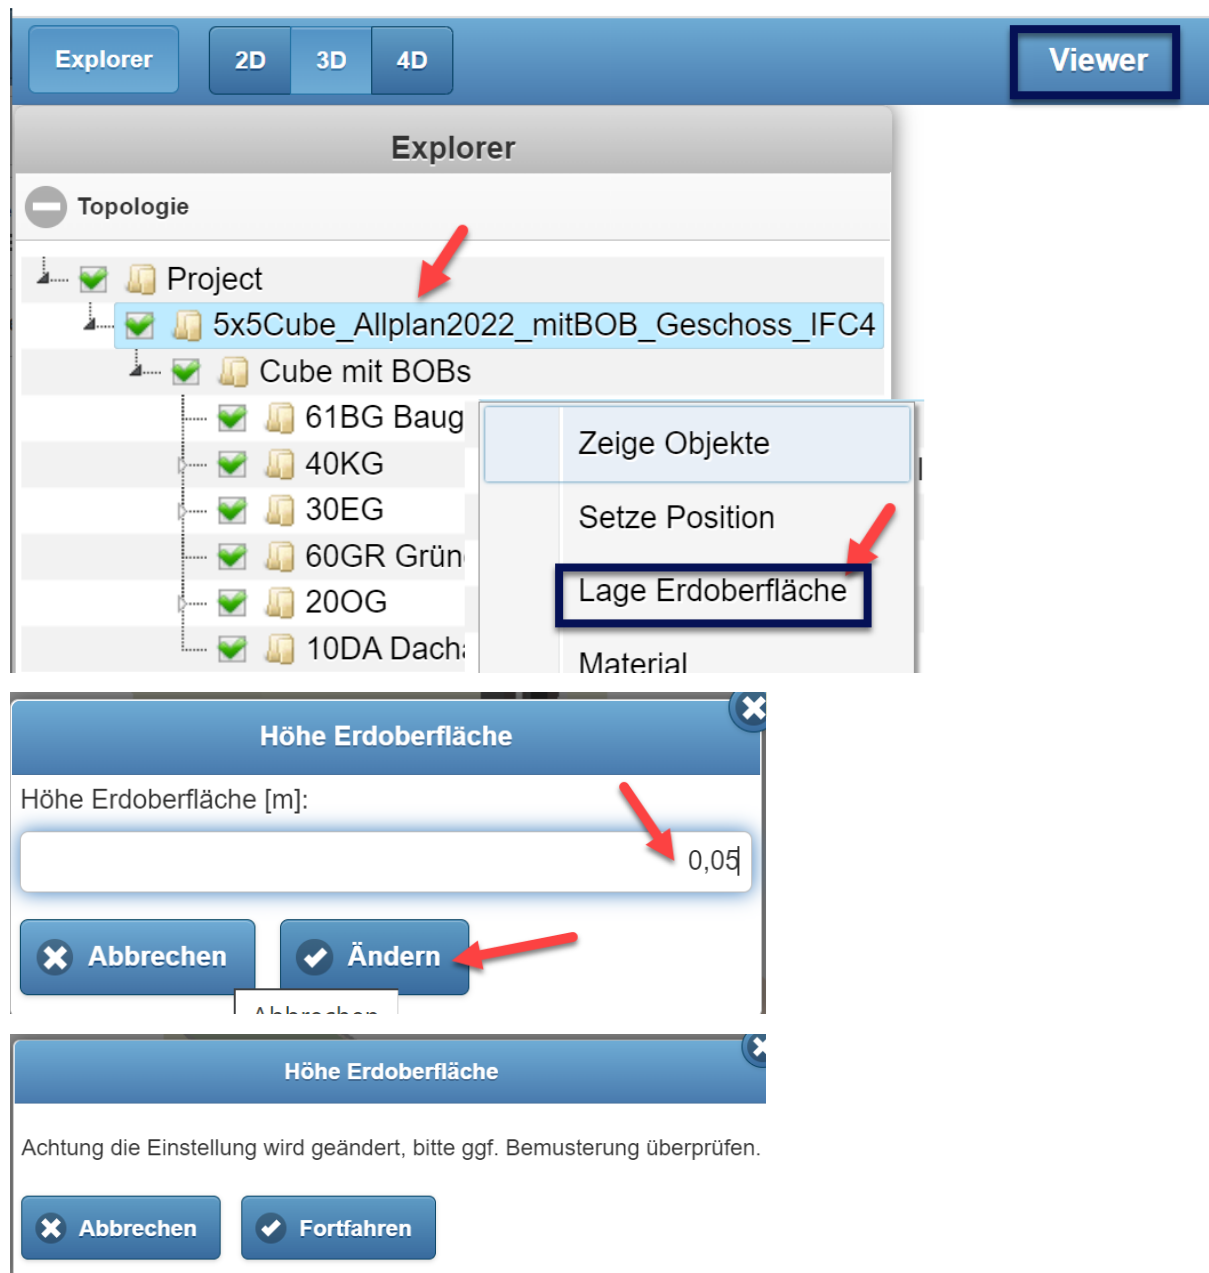 Explorer 2D 3D 4D Viewer
Explorer
Topologie
Project
5x5Cube_Allplan2022_mitBOB_Geschoss_IFC4
Cube mit BOBs
61BG Baug
40KG
30EG
60GR Grün
20OG
10DA Dach
Zeige Objekte
Setze Position
Lage Erdoberfläche
Material
Höhe Erdoberfläche
Höhe Erdoberfläche [m]:
0,05
Abbrechen Ändern
Abbrechen
Höhe Erdoberfläche
Achtung die Einstellung wird geändert, bitte ggf. Bemusterung überprüfen.
Abbrechen Fortfahren